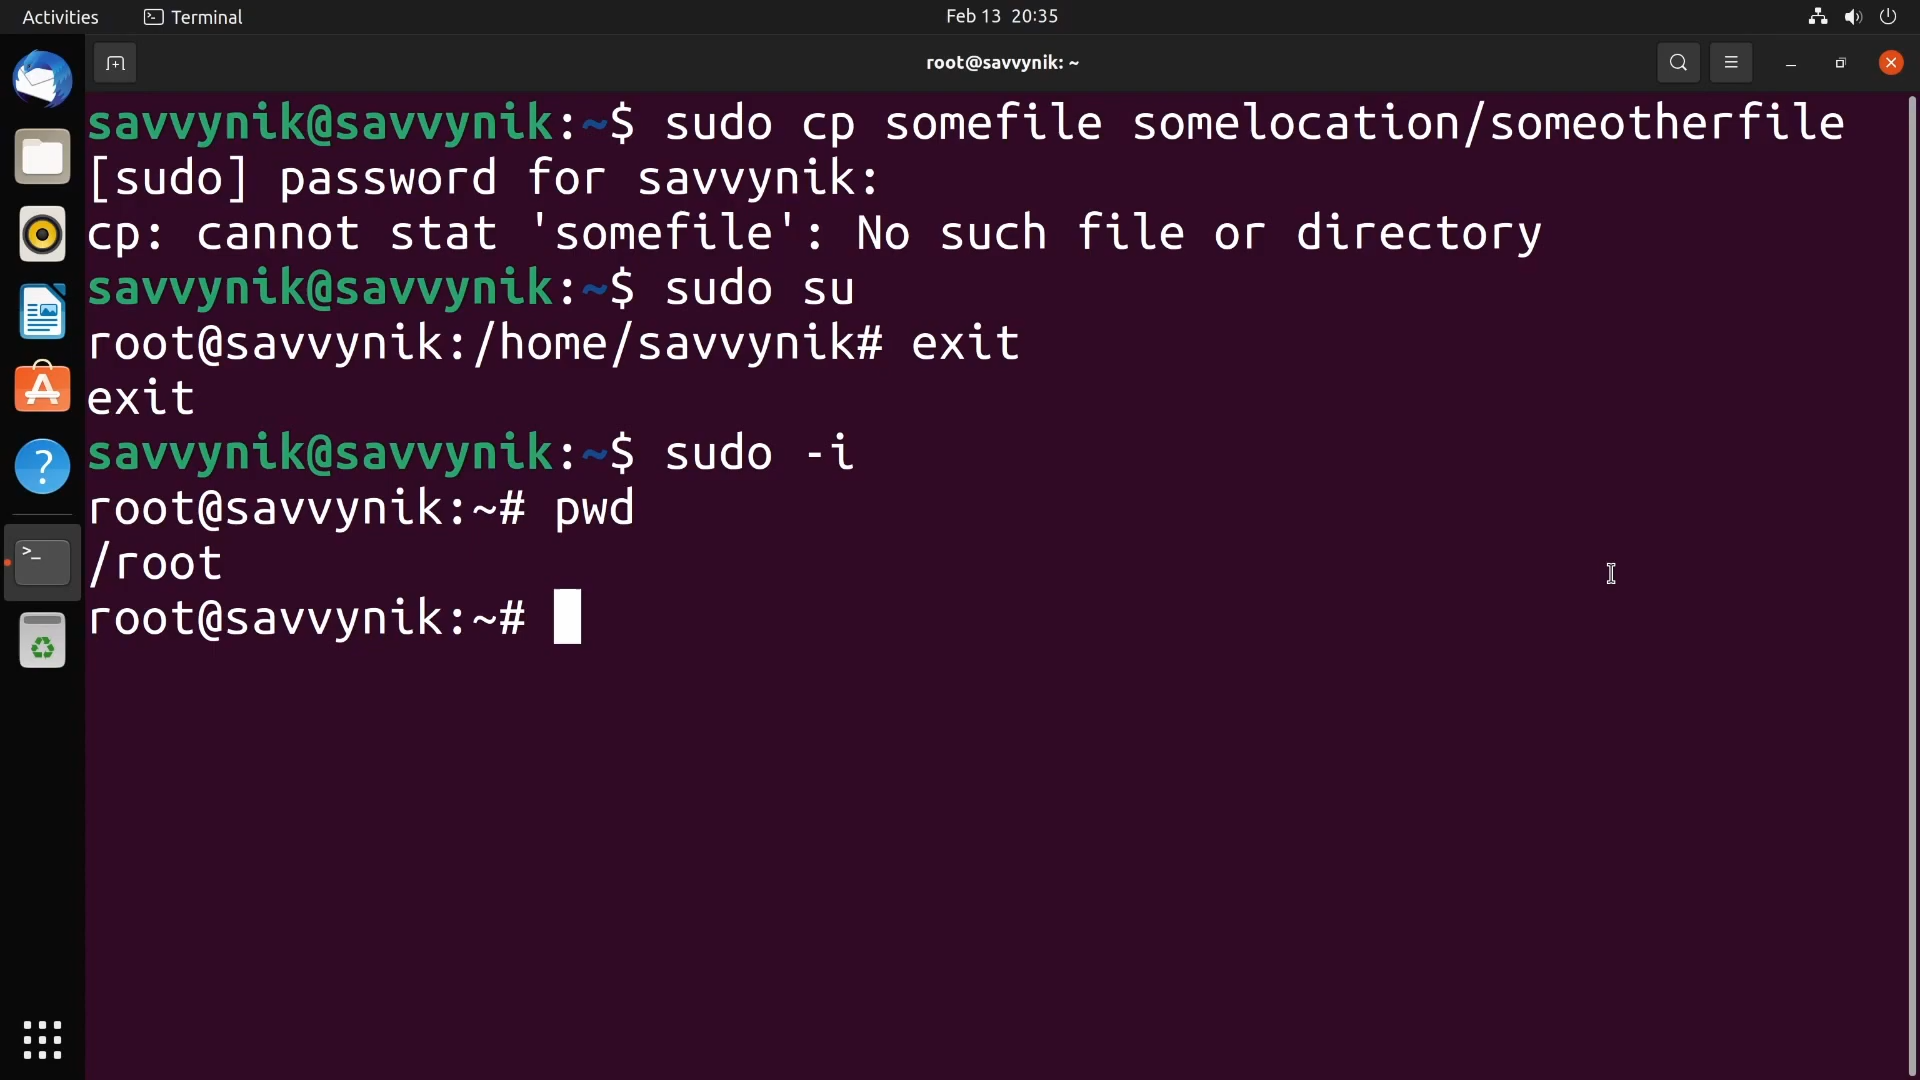 Activities Terminal Feb 13 20:35
root@savvynik: ~
savvynik@savvynik:~$ sudo cp somefile somelocation/someotherfile
[sudo] password for savvynik:
cp: cannot stat 'somefile': No such file or directory
savvynik@savvynik:~$ sudo su
root@savvynik:/home/savvynik# exit
exit
savvynik@savvynik:~$ sudo -i
root@savvynik:~# pwd
/root
root@savvynik:~#